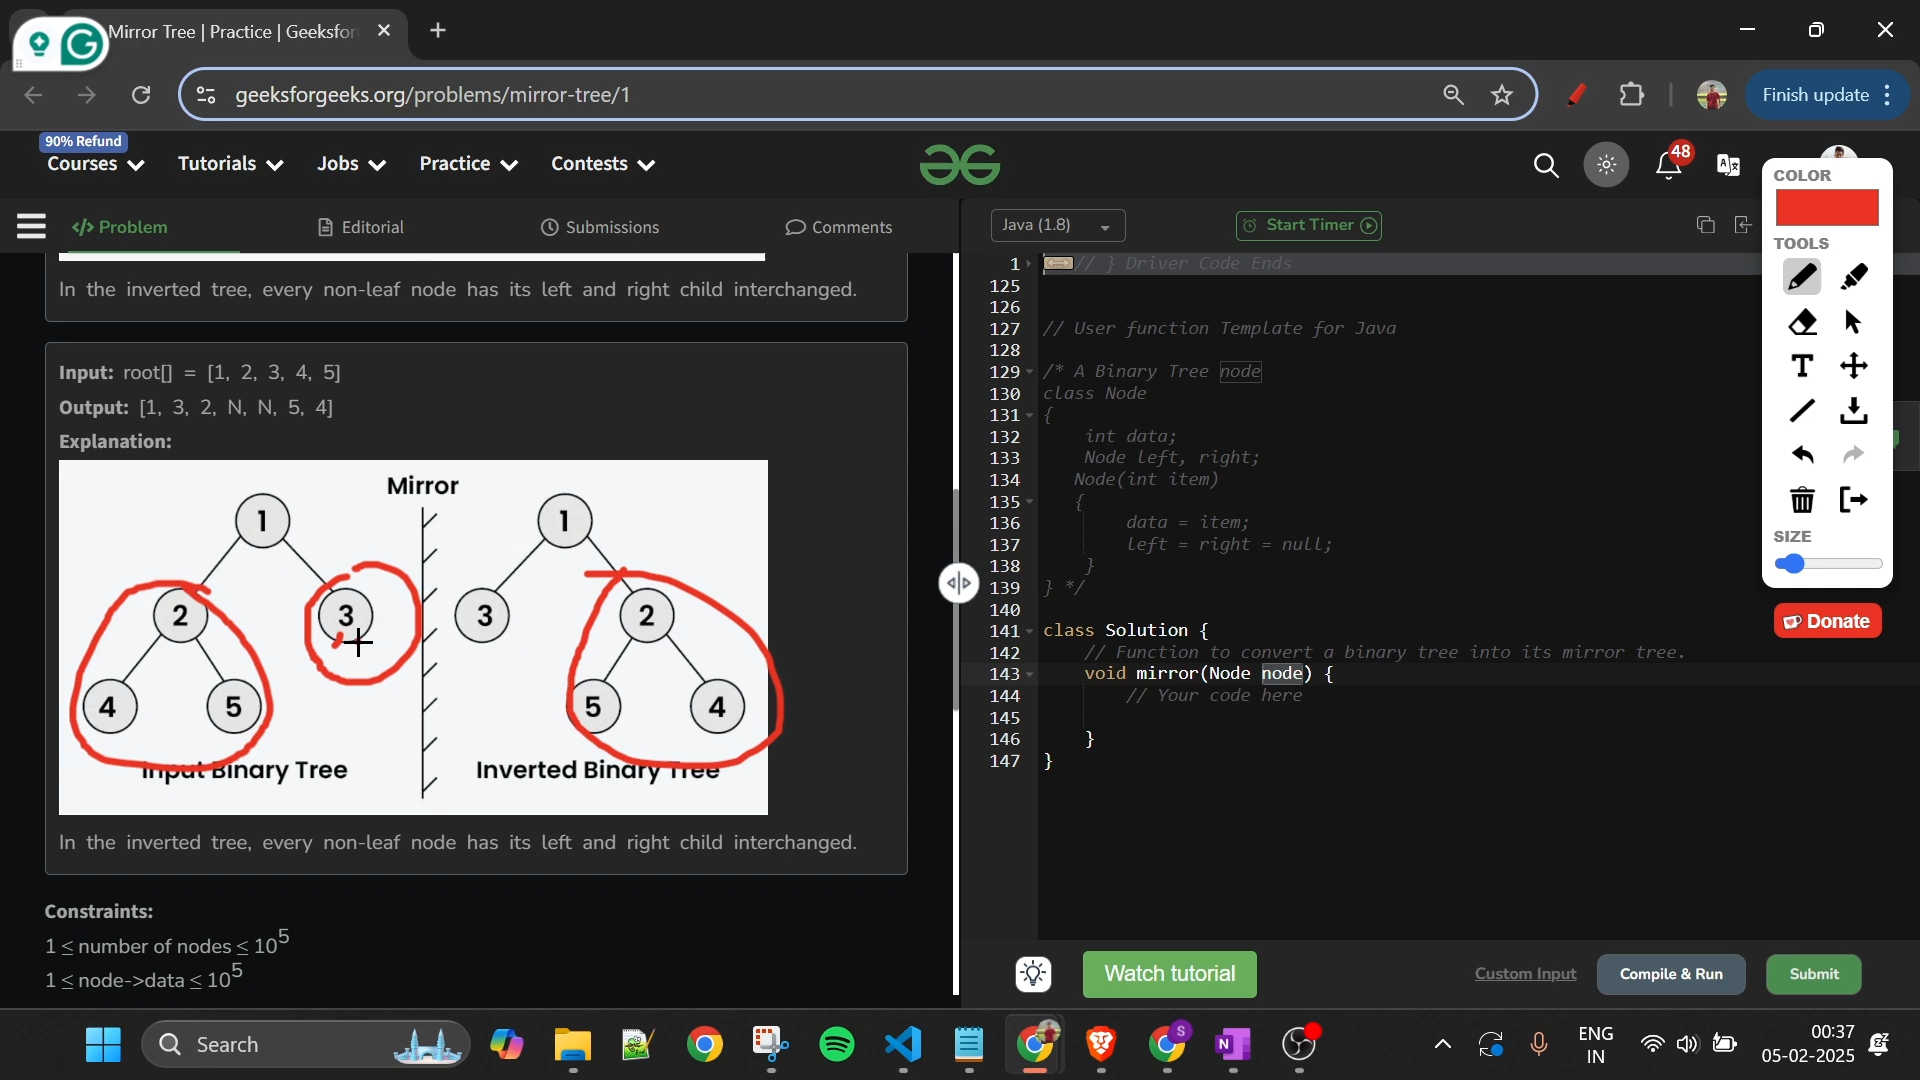 Mirror Tree | Practice | Geeksfor
geeksforgeeks.org/problems/mirror-tree/1
Finish update
90% Refund
Courses Tutorials Jobs Practice Contests
48
</> Problem Editorial Submissions Comments
In the inverted tree, every non-leaf node has its left and right child interchanged.
Input: root[] = [1, 2, 3, 4, 5]
Output: [1, 3, 2, N, N, 5, 4]
Explanation:
Mirror
1 1
2 3 3 2
4 5 5 4
Input Binary Tree Inverted Binary Tree
In the inverted tree, every non-leaf node has its left and right child interchanged.
Constraints:
1 ≤ number of nodes ≤ 10^5
1 ≤ node->data ≤ 10^5
Java (1.8) Start Timer
1 // } Driver Code Ends
125
126
127 // User function Template for Java
128
129 /* A Binary Tree node
130 class Node
131 {
132 int data;
133 Node left, right;
134 Node(int item)
135 {
136 data = item;
137 left = right = null;
138 }
139 } */
140
141 class Solution {
142 // Function to convert a binary tree into its mirror tree.
143 void mirror(Node node) {
144 // Your code here
145
146 }
147 }
COLOR
TOOLS
T
SIZE
Donate
Watch tutorial Custom Input Compile & Run Submit
Search
S
N
ENG
IN
00:37
05-02-2025